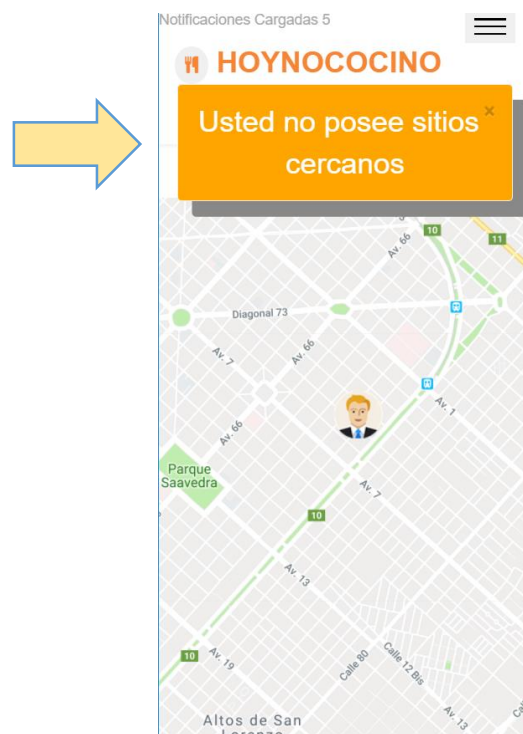 Notificaciones Cargadas 5
HOYNOCOCINO
Usted no posee sitios
cercanos
×
Av. 66
10
11
Diagonal 73
Av. 7
Av. 66
Av. 1
Av. 66
Parque
Saavedra
Av. 7
10
Av. 13
10
Av. 19
Calle 80
Calle 12 Bis
Av. 13
Altos de San
Lorenzo